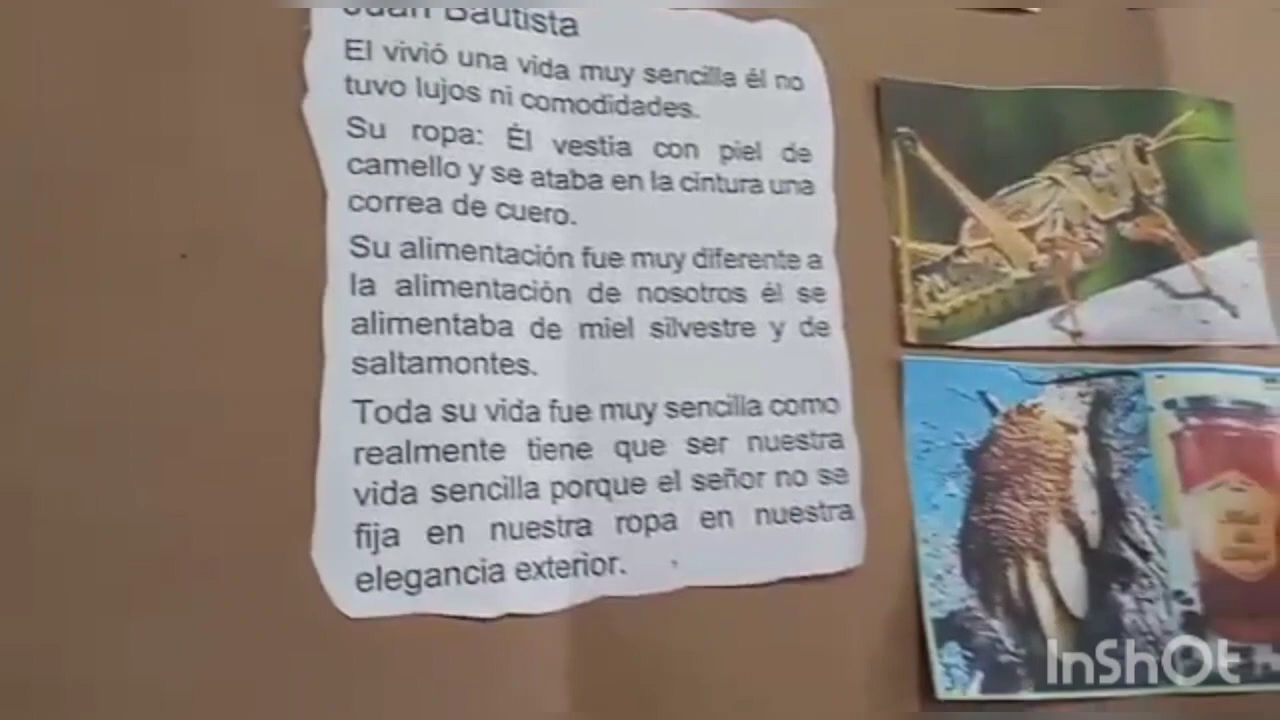 Juan Bautista
El vivió una vida muy sencilla él no
tuvo lujos ni comodidades.
Su ropa: Él vestia con piel de
camello y se ataba en la cintura una
correa de cuero.
Su alimentación fue muy diferente a
la alimentación de nosotros él se
alimentaba de miel silvestre y de
saltamontes.
Toda su vida fue muy sencilla como
realmente tiene que ser nuestra
vida sencilla porque el señor no se
fija en nuestra ropa en nuestra
elegancia exterior.
InShOt